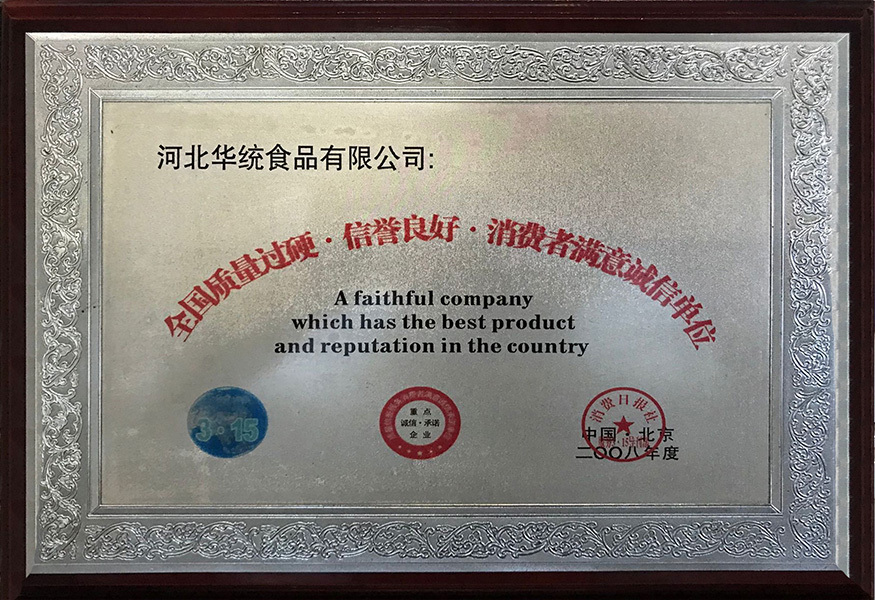 河北华统食品有限公司:
全国质量过硬·信誉良好·消费者满意诚信单位
A faithful company
which has the best product
and reputation in the country
3·15
重点
诚信·承诺
企业
消费日报社
中国·北京
二〇〇八年度